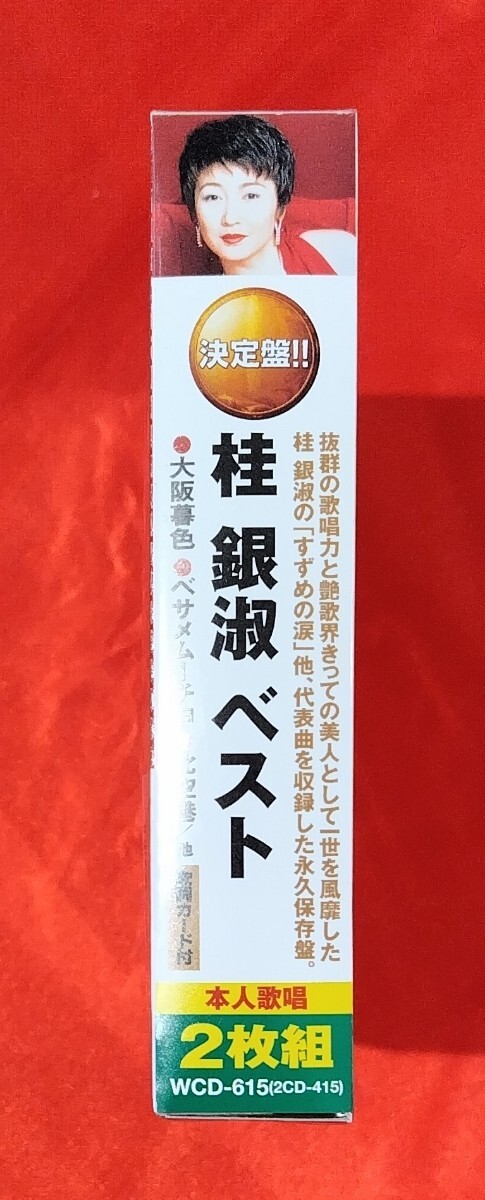 決定盤!!
抜群の歌唱力と艶歌界きっての美人として一世を風靡した
桂 銀淑の「すずめの涙」他、代表曲を収録した永久保存盤。
桂 銀淑 ベスト
●大阪暮色 ●ベサメムーチョ 港/他
歌詞カード付
本人歌唱
2枚組
WCD-615(2CD-415)